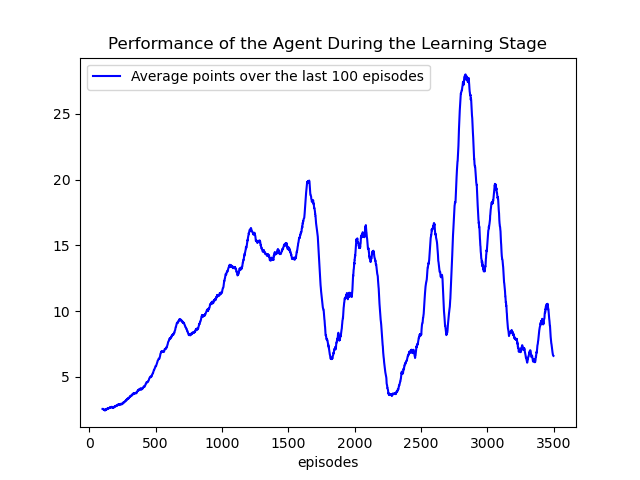 Performance of the Agent During the Learning Stage
Average points over the last 100 episodes
25
20
15
10
5
0 500 1000 1500 2000 2500 3000 3500
episodes